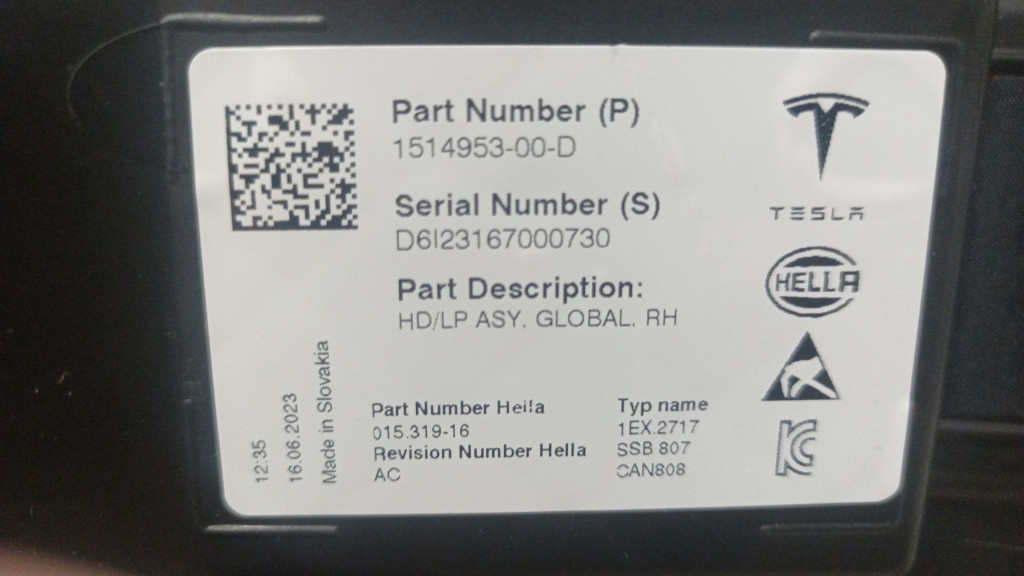 Part Number (P)
1514953-00-D
Serial Number (S)
D6I23167000730
Part Description:
HD/LP ASY. GLOBAL. RH
TESLA
HELLA
12:35
16.06.2023
Made in Slovakia
Part Number Hella
015.319-16
Revision Number Hella
AC
Typ name
1EX.2717
SSB 807
CAN808